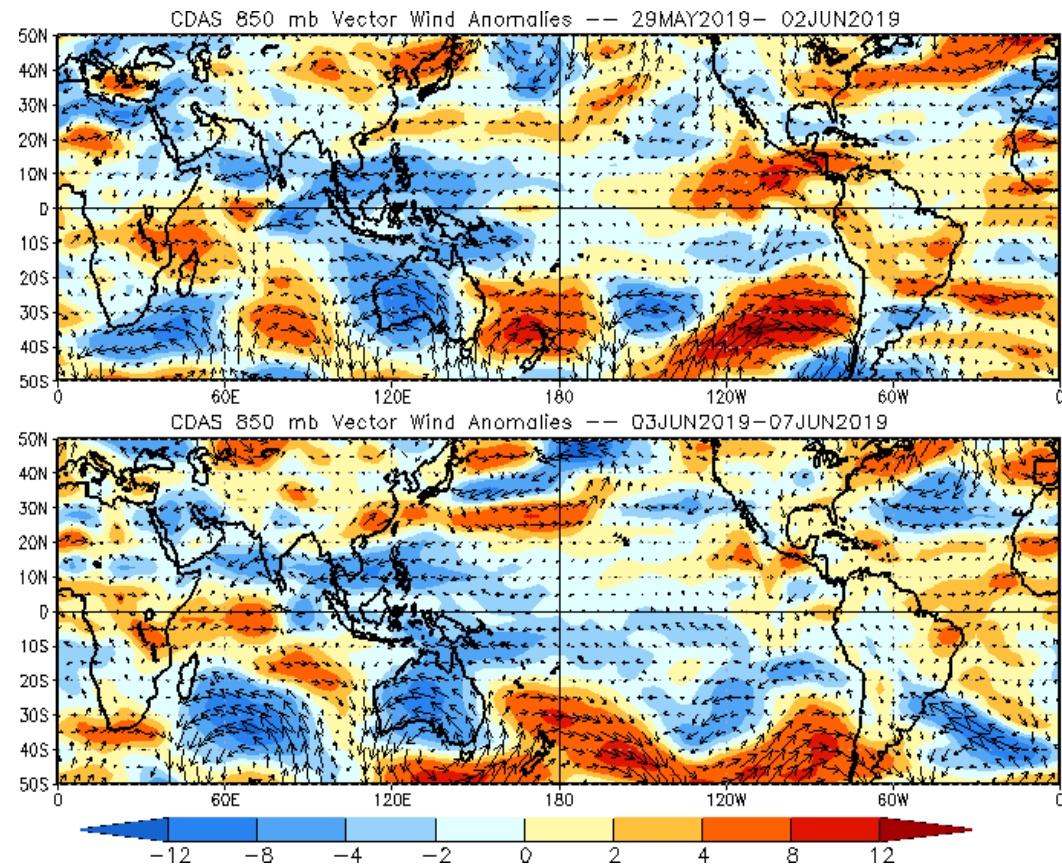 CDAS 850 mb Vector Wind Anomalies -- 29MAY2019- 02JUN2019
50N
40N
30N
20N
10N
0
10S
20S
30S
40S
50S
0 60E 120E 180 120W 60W 0
CDAS 850 mb Vector Wind Anomalies -- 03JUN2019-07JUN2019
50N
40N
30N
20N
10N
0
10S
20S
30S
40S
50S
0 60E 120E 180 120W 60W 0
-12 -8 -4 -2 0 2 4 8 12